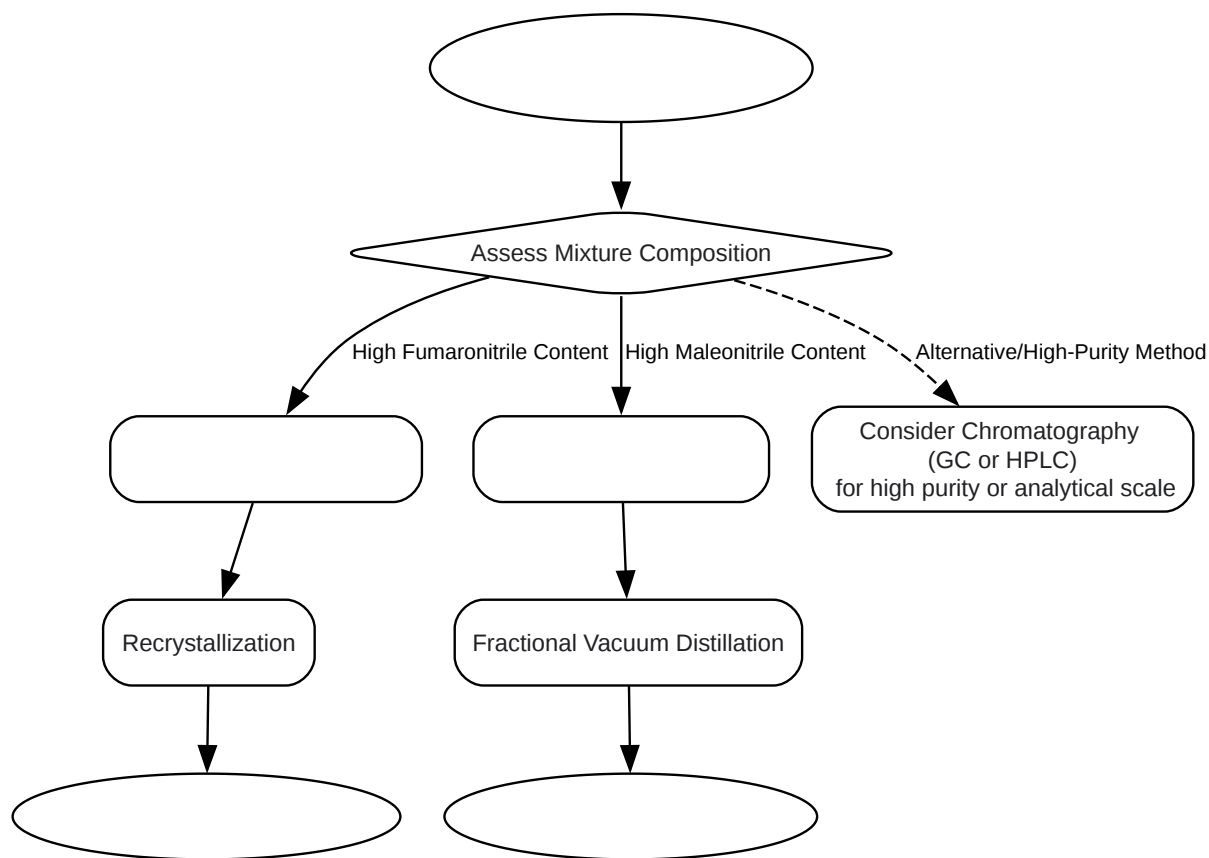 Assess Mixture Composition
High Fumaronitrile Content
High Maleonitrile Content
Alternative/High-Purity Method
Consider Chromatography
(GC or HPLC)
for high purity or analytical scale
Recrystallization
Fractional Vacuum Distillation